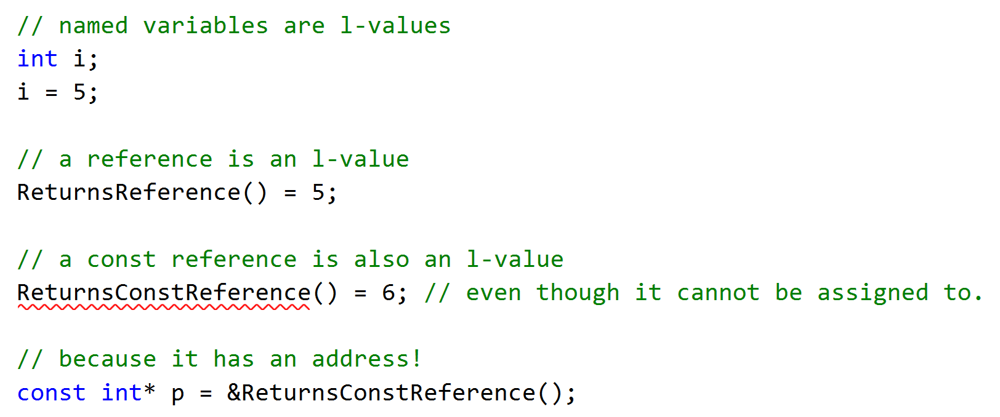 // named variables are l-values
int i;
i = 5;
// a reference is an l-value
ReturnsReference() = 5;
// a const reference is also an l-value
ReturnsConstReference() = 6; // even though it cannot be assigned to.
// because it has an address!
const int* p = &ReturnsConstReference();